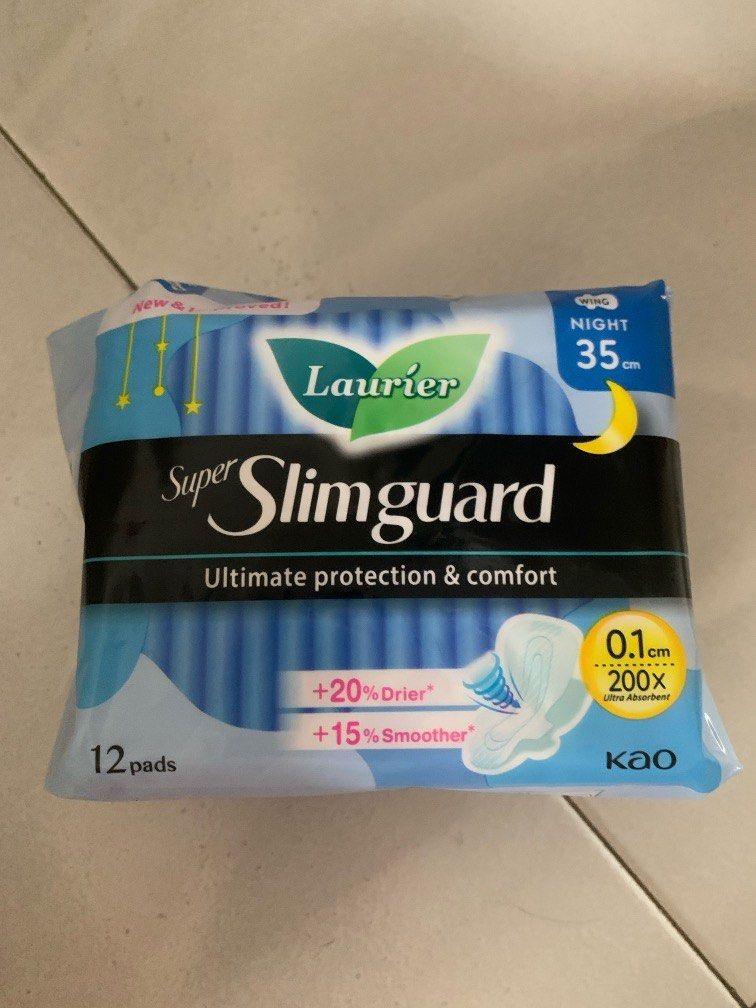 New &
WING
NIGHT
35cm
Laurier
Super Slimguard
Ultimate protection & comfort
0.1cm
200x
Ultra Absorbent
+20% Drier*
+15% Smoother*
12 pads
Kao